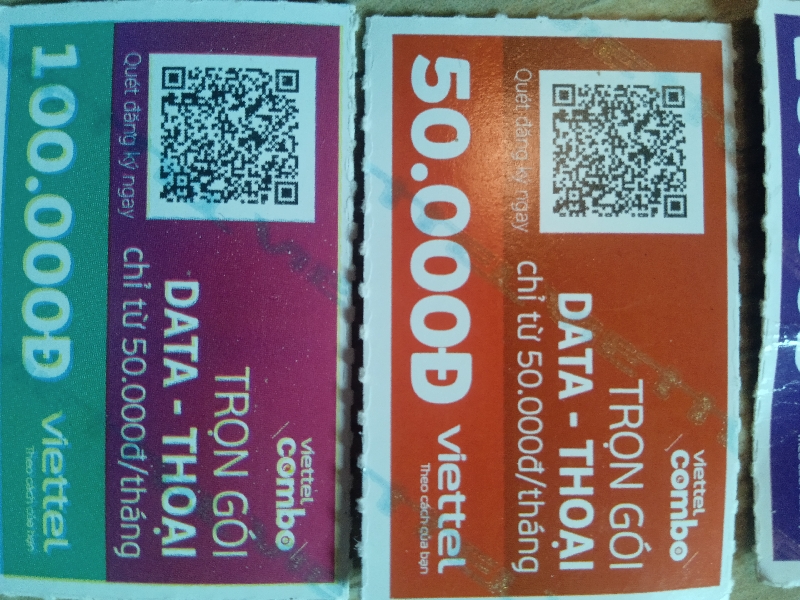 viettel
combo
TRỌN GÓI
DATA - THOẠI
chỉ từ 50.000đ/tháng
Quét đăng ký ngay
100.000Đ
viettel
Theo cách của bạn
viettel
combo
TRỌN GÓI
DATA - THOẠI
chỉ từ 50.000đ/tháng
Quét đăng ký ngay
50.000Đ
viettel
Theo cách của bạn